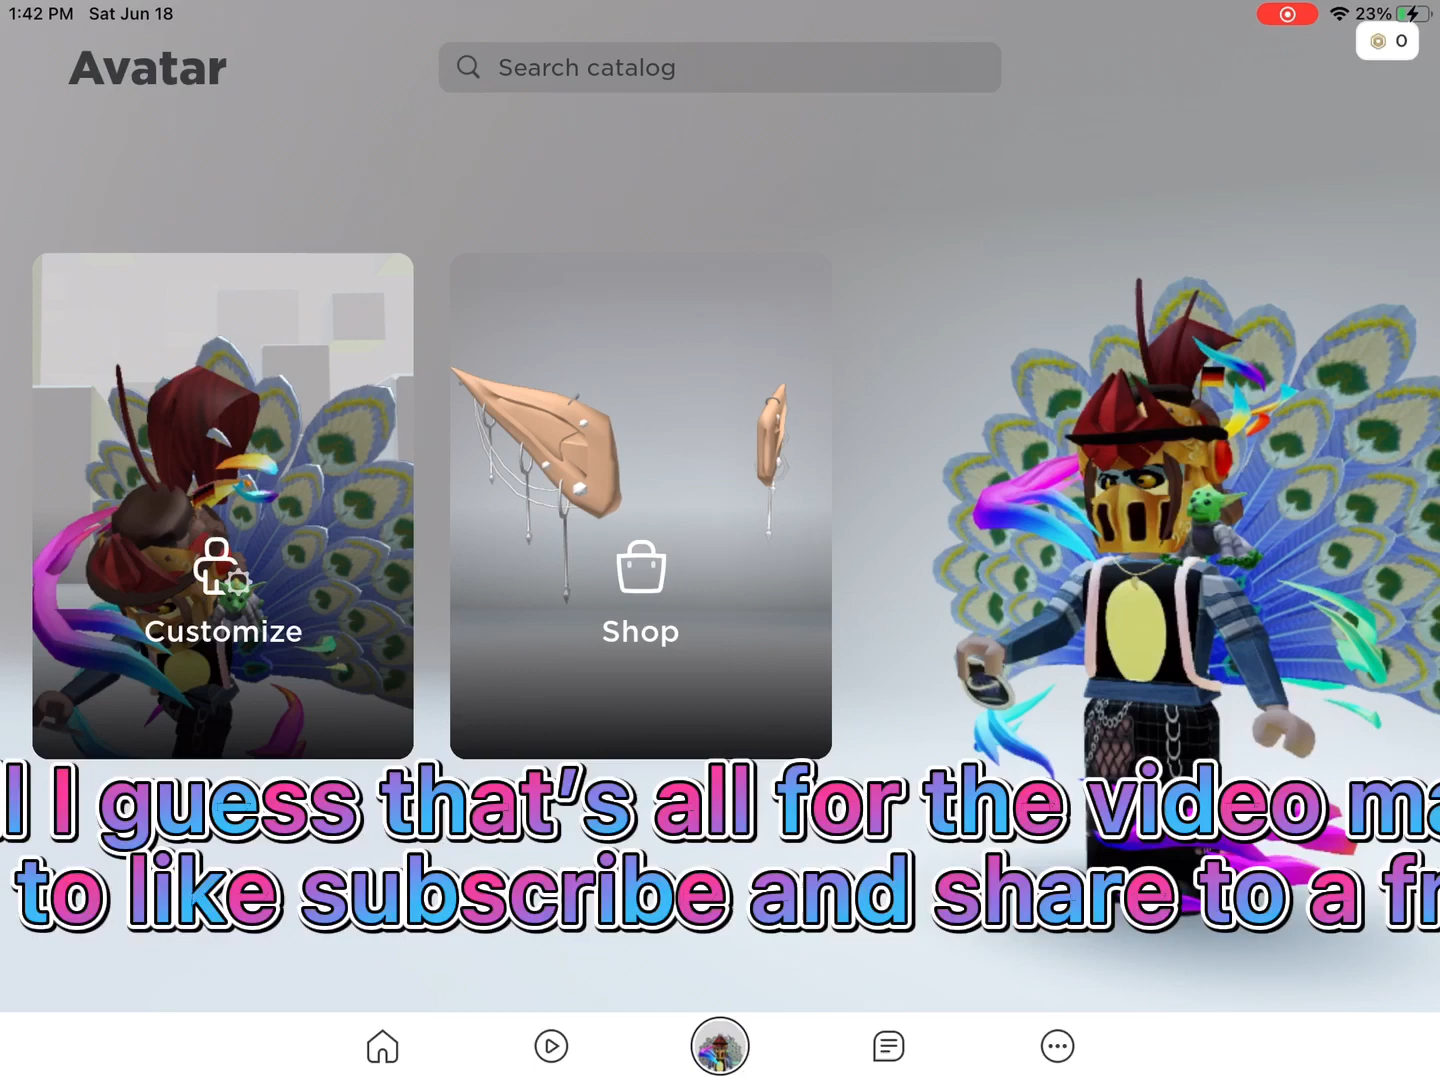 1:42 PM Sat Jun 18
23%
0
Avatar
Search catalog
Customize
Shop
I guess that's all for the video
to like subscribe and share to a